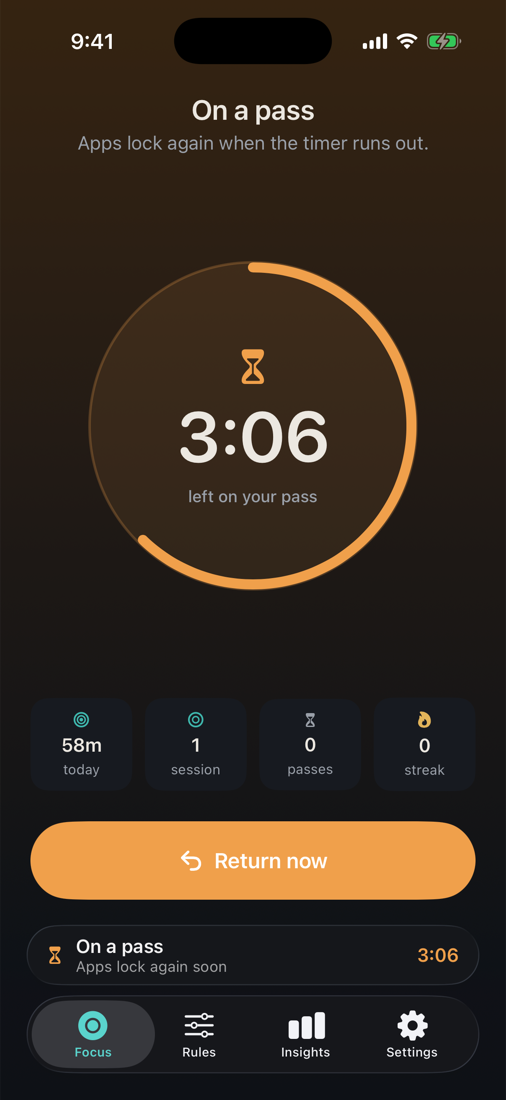 9:41
On a pass
Apps lock again when the timer runs out.
3:06
left on your pass
58m
today
1
session
0
passes
0
streak
Return now
On a pass
Apps lock again soon
3:06
Focus
Rules
Insights
Settings